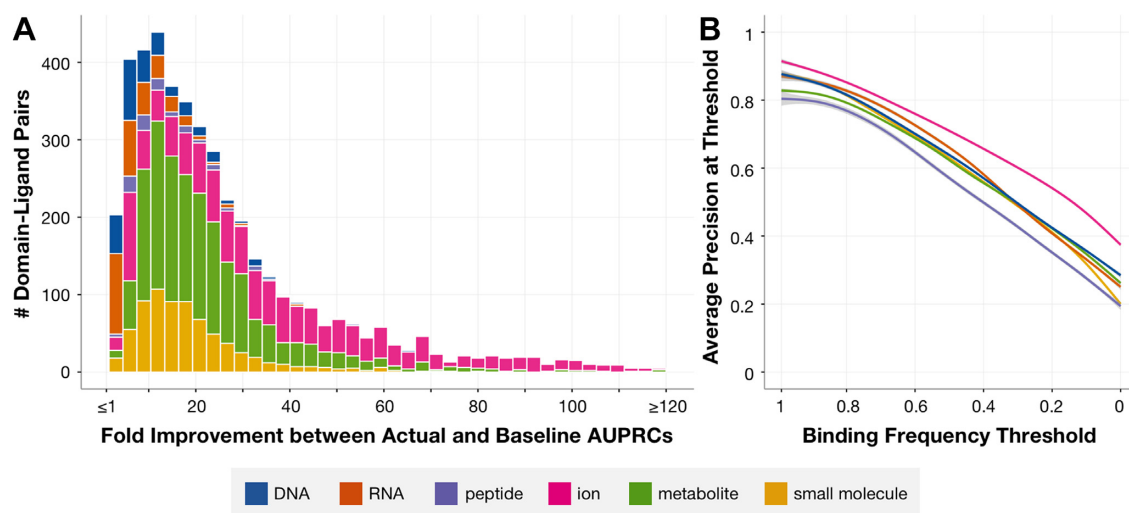 A
# Domain-Ligand Pairs
400
300
200
100
0
≤1 20 40 60 80 100 ≥120
Fold Improvement between Actual and Baseline AUPRCs
B
Average Precision at Threshold
1
0.8
0.6
0.4
0.2
0
1 0.8 0.6 0.4 0.2 0
Binding Frequency Threshold
DNA RNA peptide ion metabolite small molecule